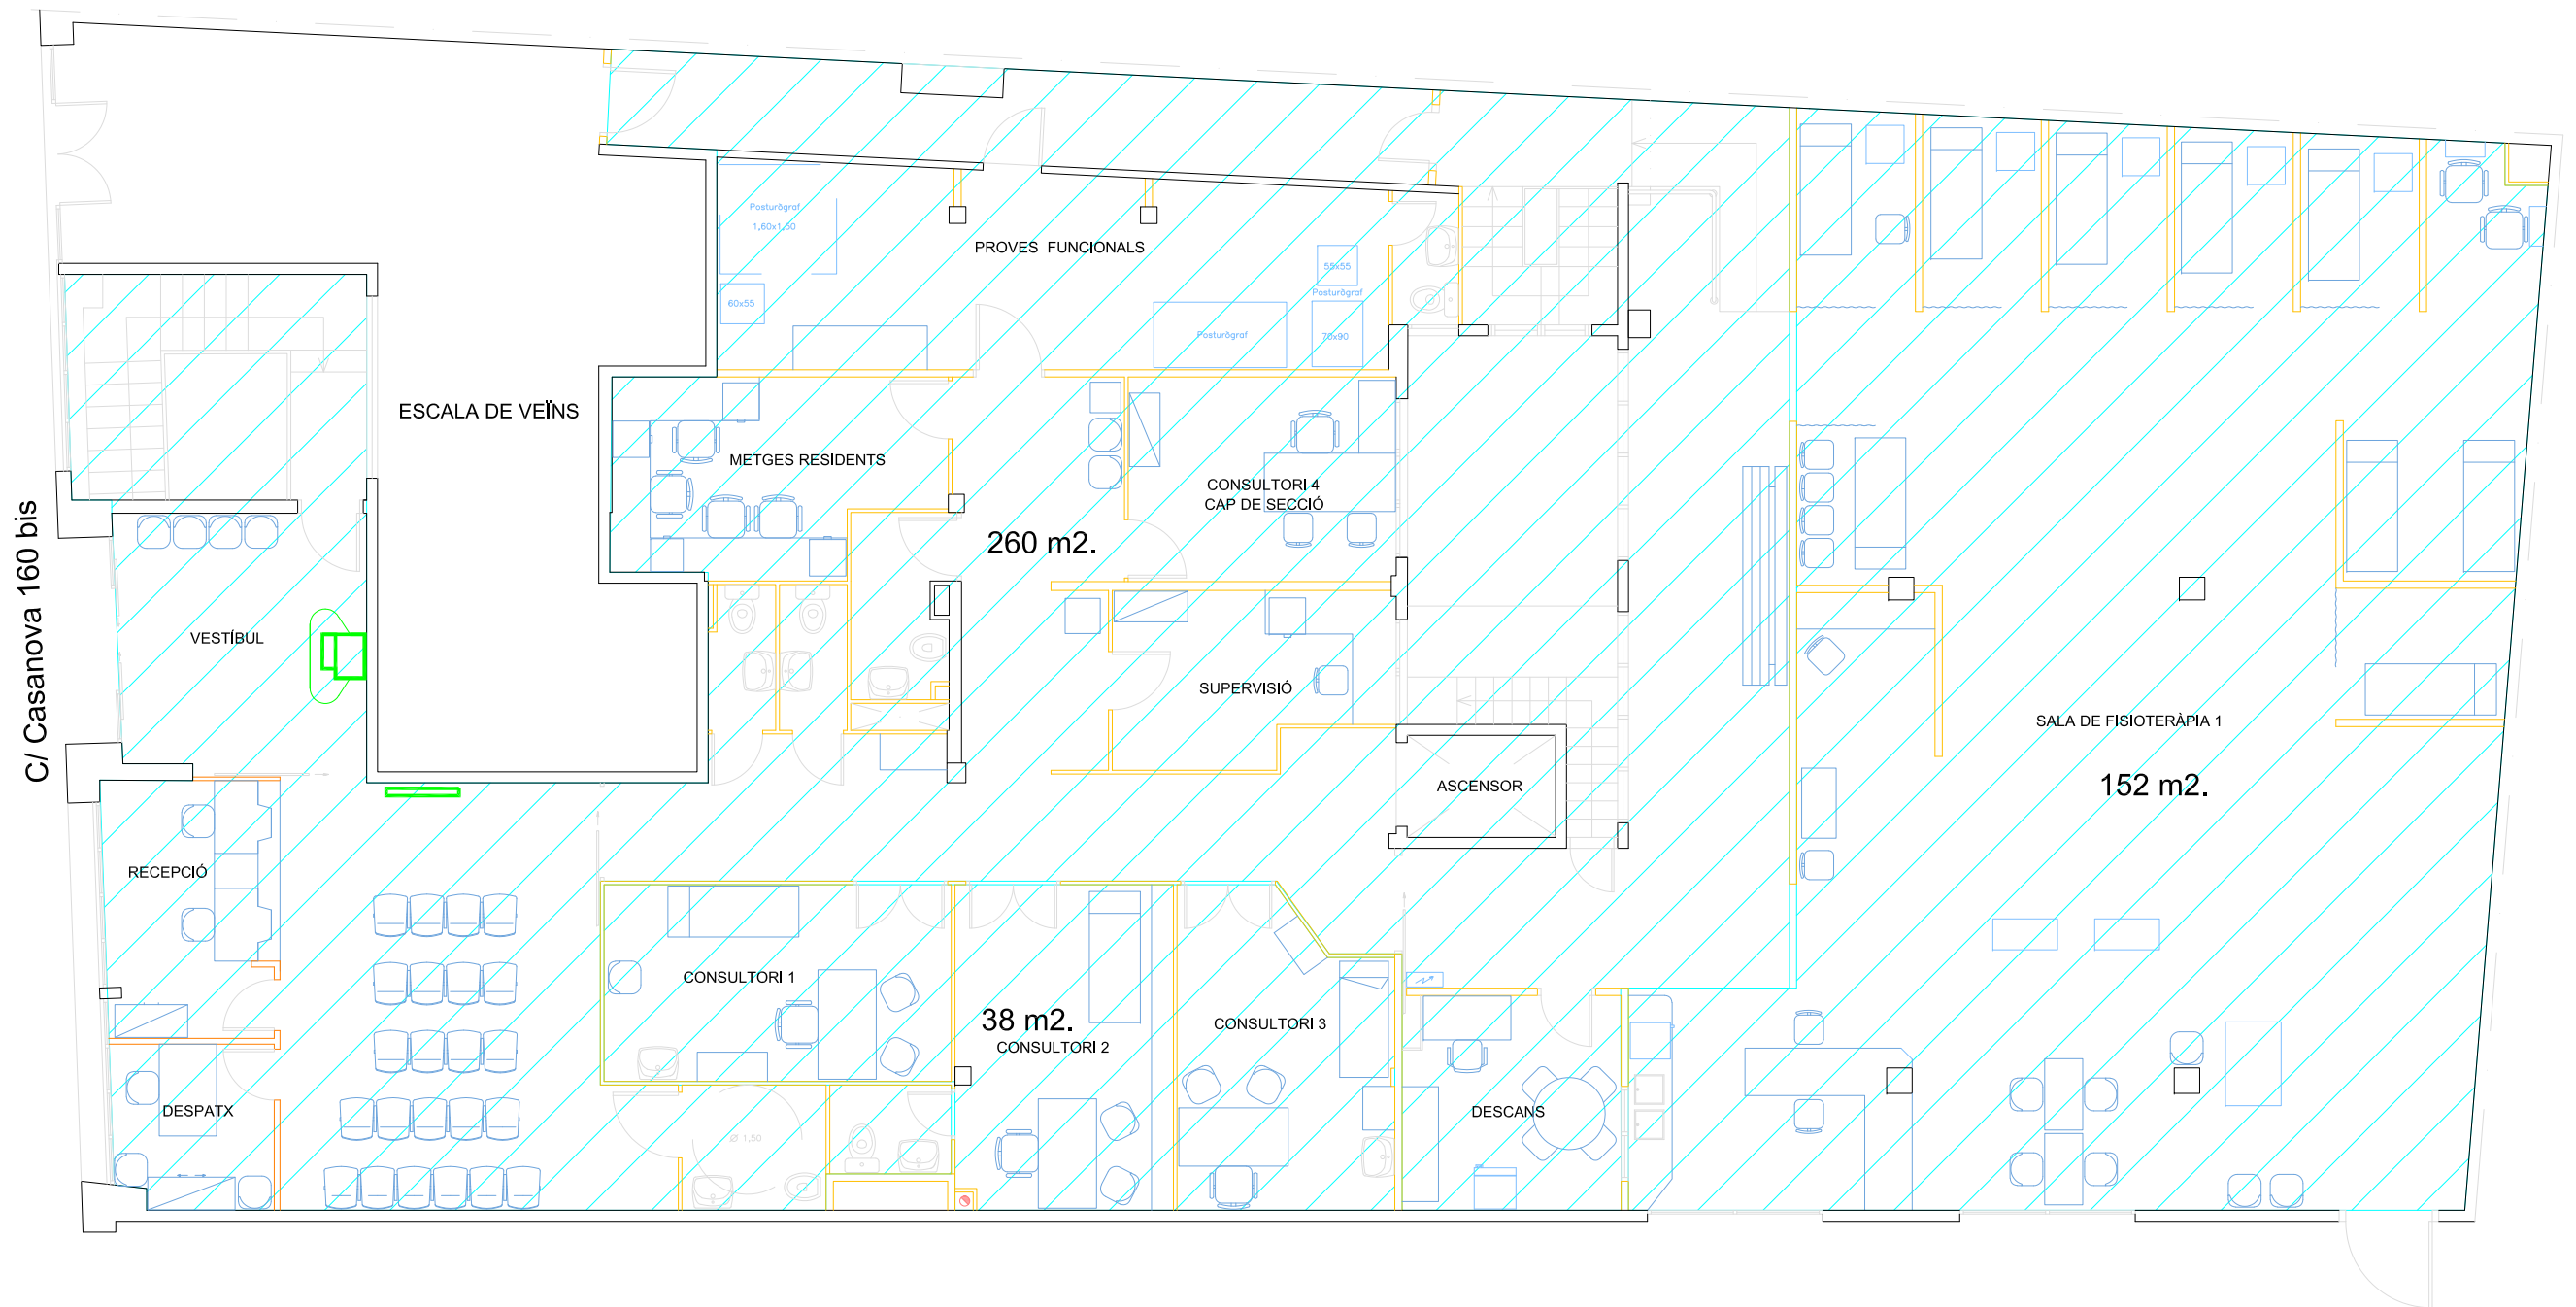 Posturògraf
1,60x1,50
60x55
PROVES FUNCIONALS
55x55
Posturògraf
70x90
Posturògraf
ESCALA DE VEÏNS
METGES RESIDENTS
CONSULTORI 4
CAP DE SECCIÓ
260 m2.
C/ Casanova 160 bis
VESTÍBUL
SUPERVISIÓ
SALA DE FISIOTERÀPIA 1
152 m2.
ASCENSOR
RECEPCIÓ
CONSULTORI 1
38 m2.
CONSULTORI 2
CONSULTORI 3
DESPATX
DESCANS
Ø 1,50